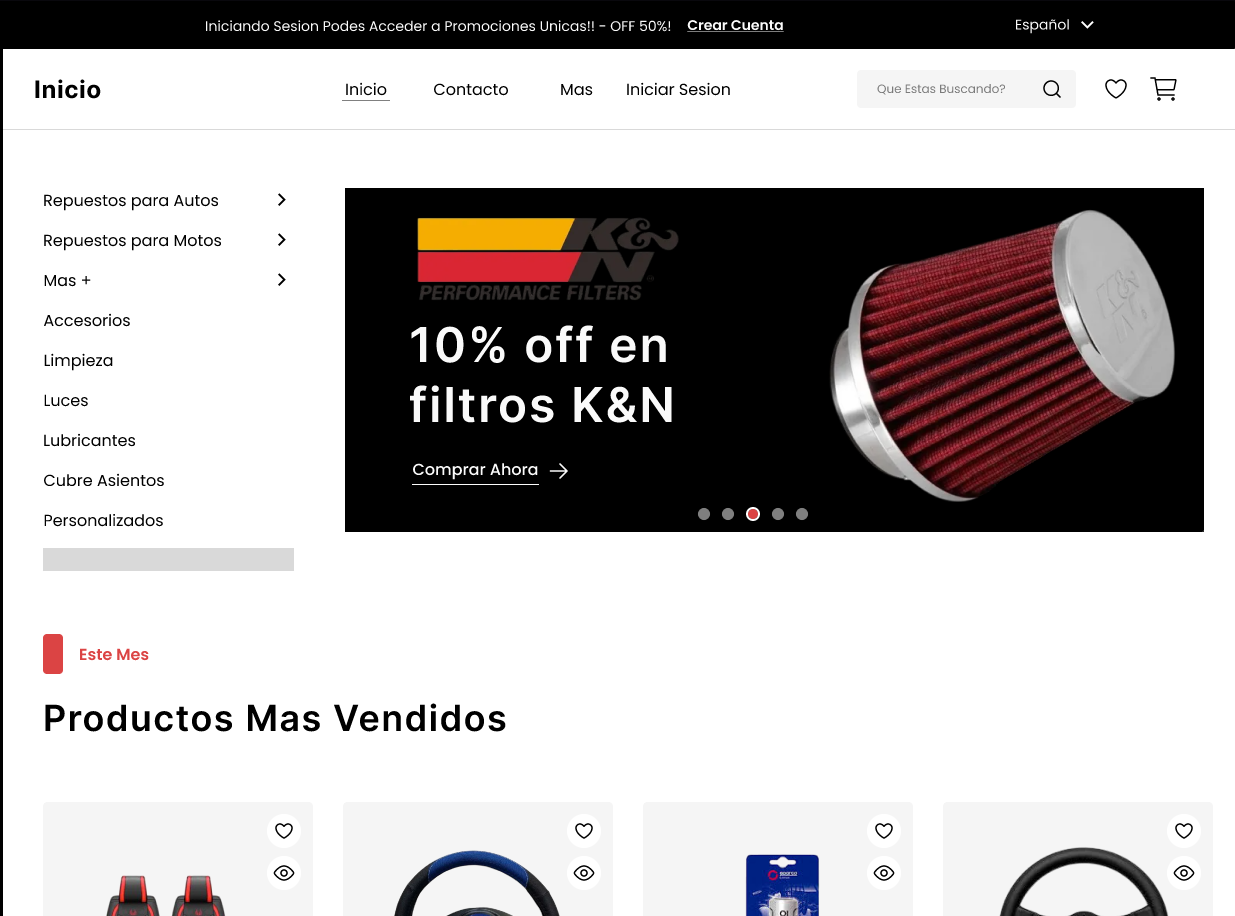 Iniciando Sesion Podes Acceder a Promociones Unicas!! - OFF 50%! Crear Cuenta
Español
Inicio
Inicio
Contacto
Mas
Iniciar Sesion
Que Estas Buscando?
Repuestos para Autos
Repuestos para Motos
Mas +
Accesorios
Limpieza
Luces
Lubricantes
Cubre Asientos
Personalizados
K&N
PERFORMANCE FILTERS
10% off en
filtros K&N
Comprar Ahora
K&N
Este Mes
Productos Mas Vendidos
sparco